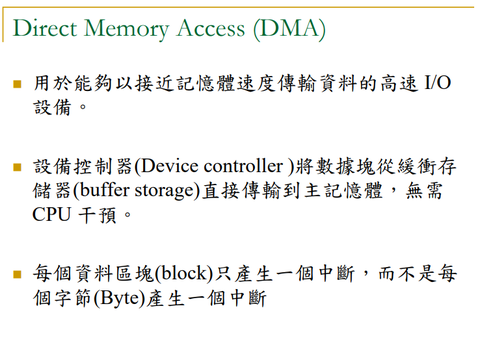 Direct Memory Access (DMA)
用於能夠以接近記憶體速度傳輸資料的高速 I/O
設備。
設備控制器(Device controller )將數據塊從緩衝存
儲器(buffer storage)直接傳輸到主記憶體，無需
CPU 干預。
每個資料區塊(block)只產生一個中斷，而不是每
個字節(Byte)產生一個中斷